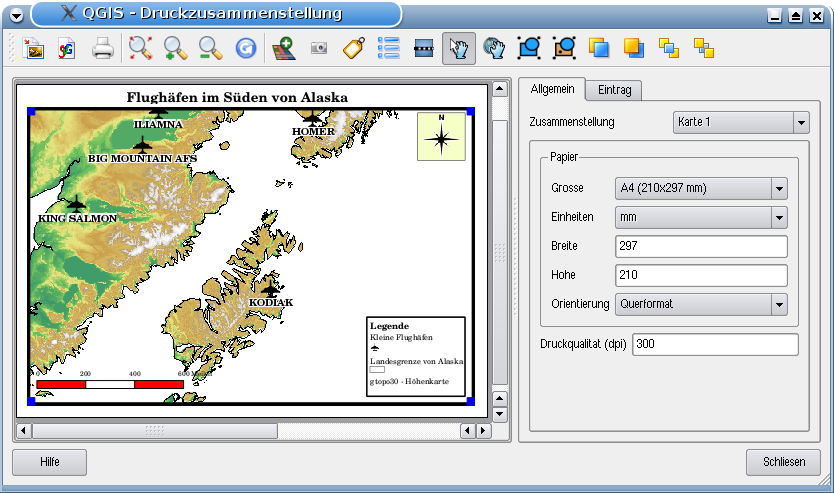 QGIS - Druckzusammenstellung
Flughäfen im Süden von Alaska
ILIAMNA
HOMER
N
BIG MOUNTAIN AFS
KING SALMON
KODIAK
Legende
Kleine Flughäfen
Landesgrenze von Alaska
gtopo30 - Höhenkarte
0 200 400 600
Allgemein Eintrag
Zusammenstellung Karte 1
Papier
Grosse A4 (210x297 mm)
Einheiten mm
Breite 297
Hohe 210
Orientierung Querformat
Druckqualitat (dpi) 300
Hilfe Schliesen